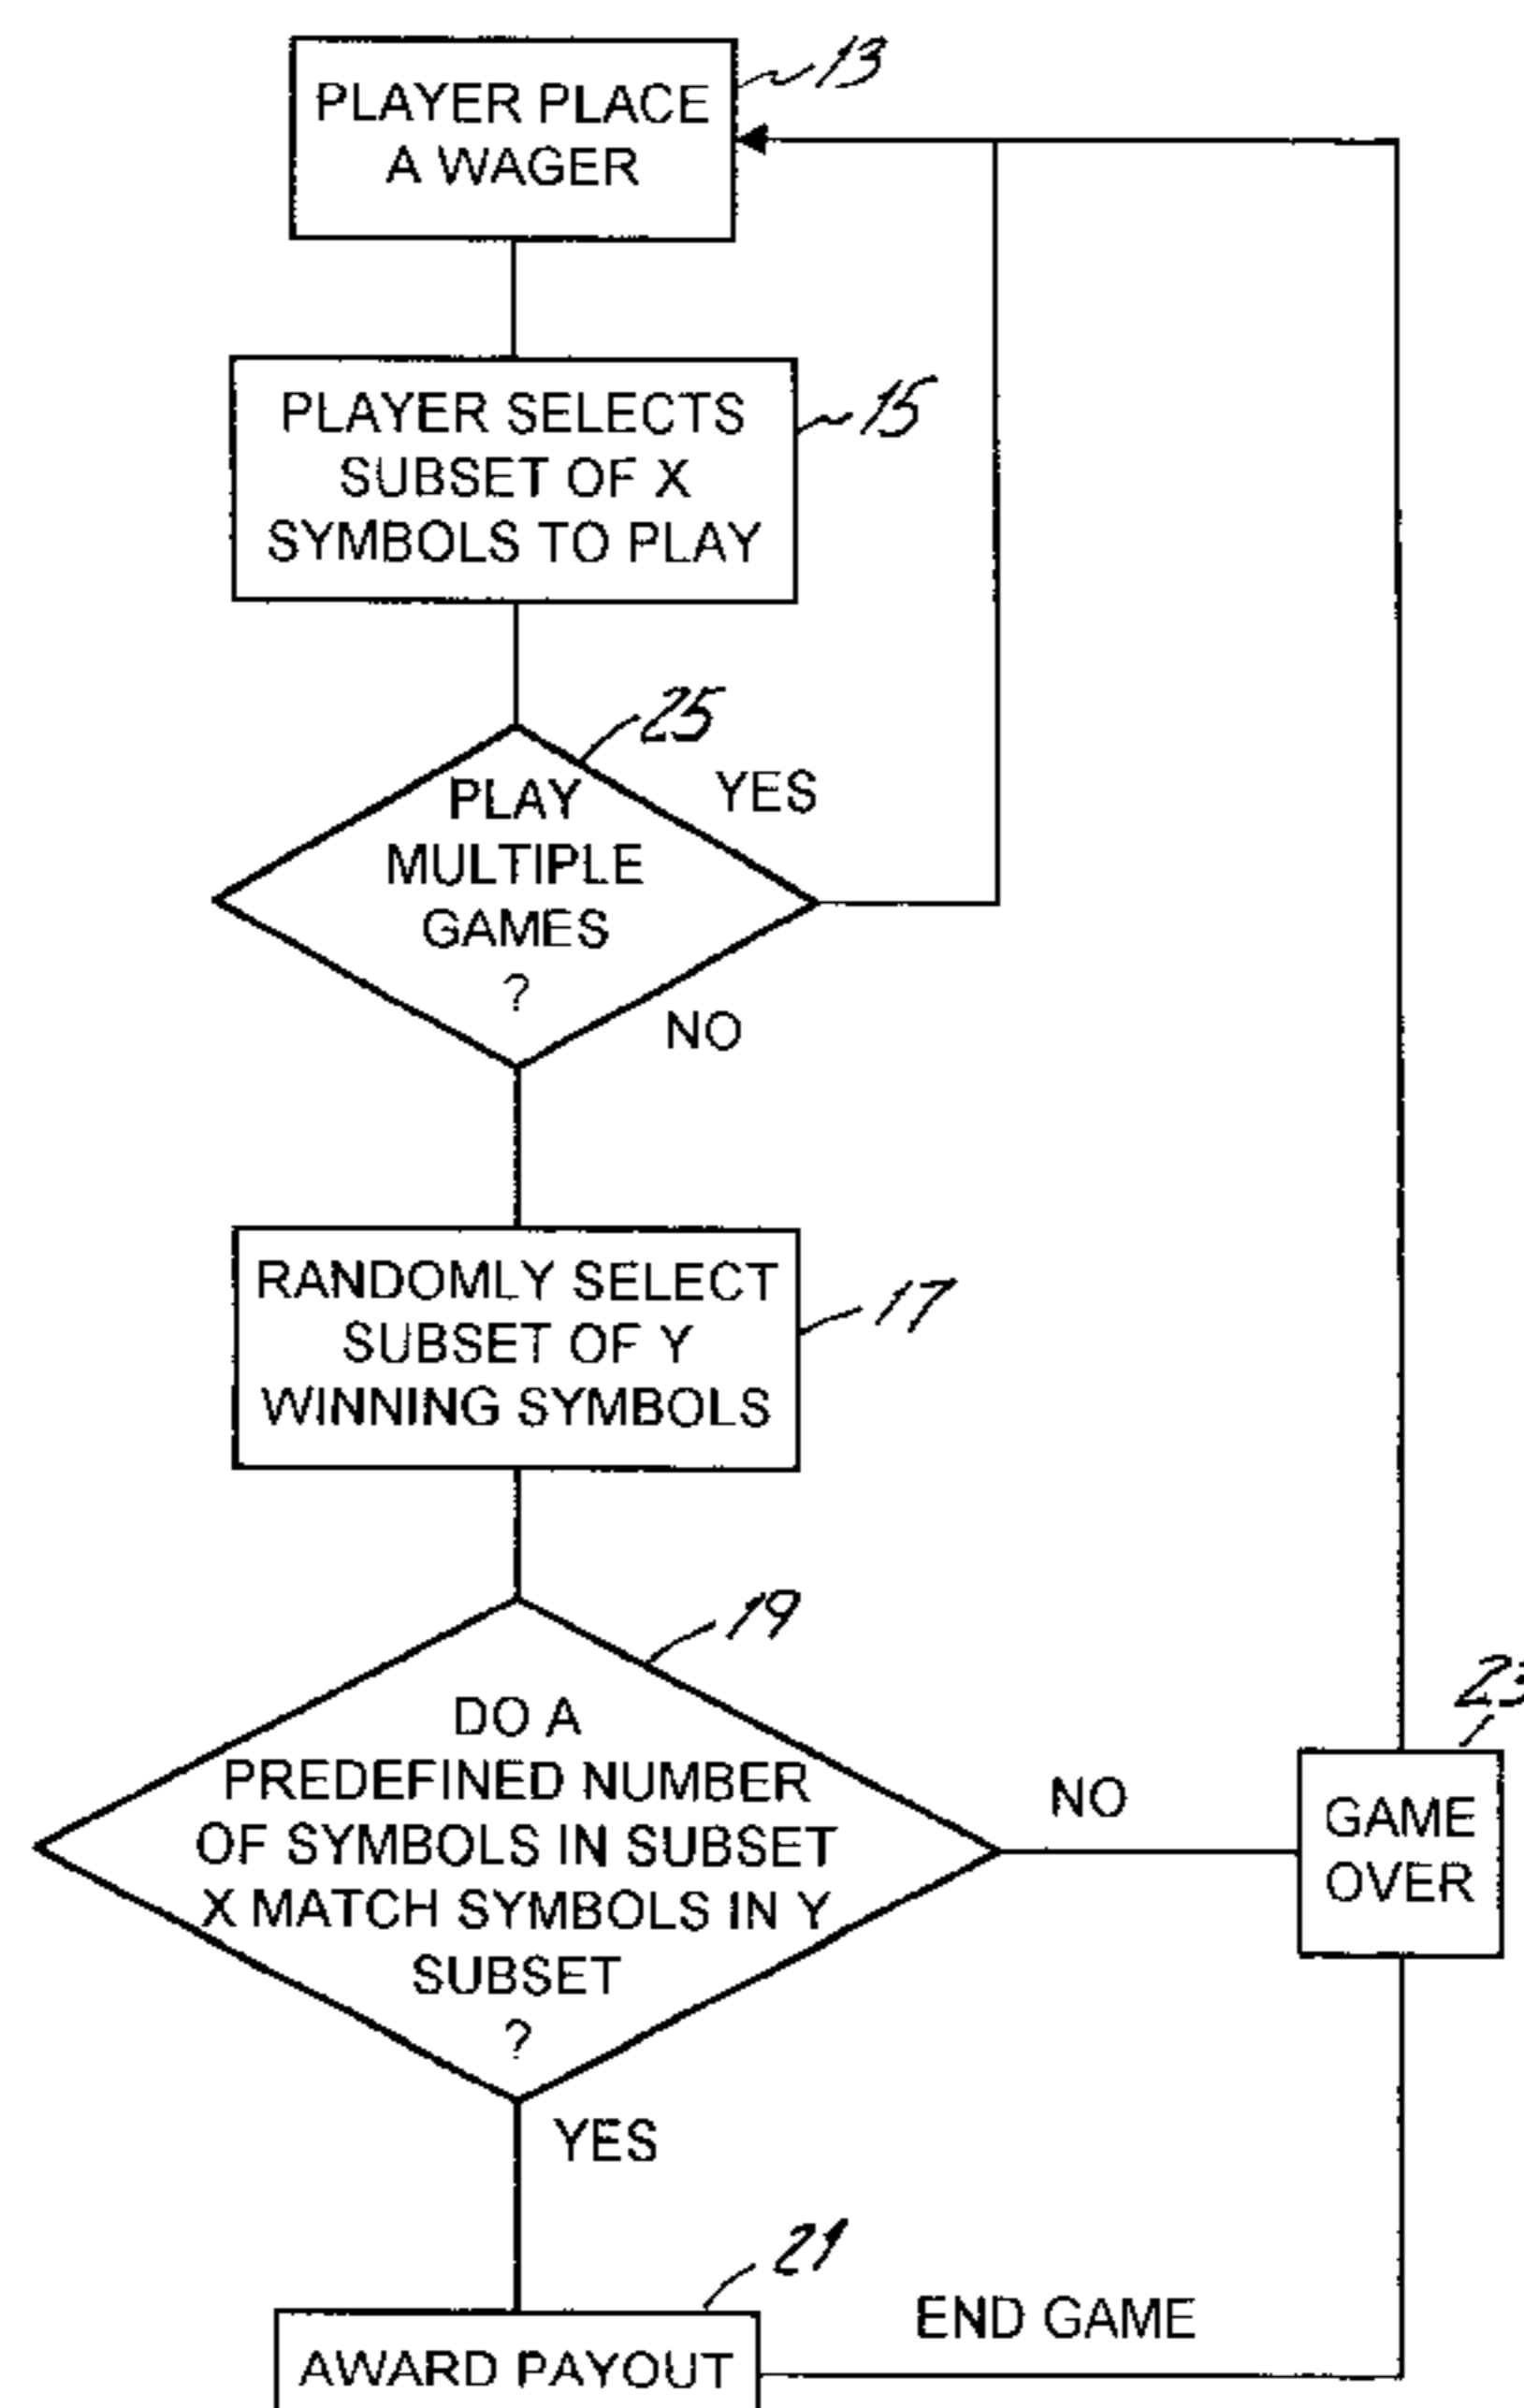 13
PLAYER PLACE
A WAGER
15
PLAYER SELECTS
SUBSET OF X
SYMBOLS TO PLAY
25
PLAY
MULTIPLE
GAMES
?
YES
NO
17
RANDOMLY SELECT
SUBSET OF Y
WINNING SYMBOLS
19
DO A
PREDEFINED NUMBER
OF SYMBOLS IN SUBSET
X MATCH SYMBOLS IN Y
SUBSET
?
NO
23
GAME
OVER
YES
21
AWARD PAYOUT
END GAME